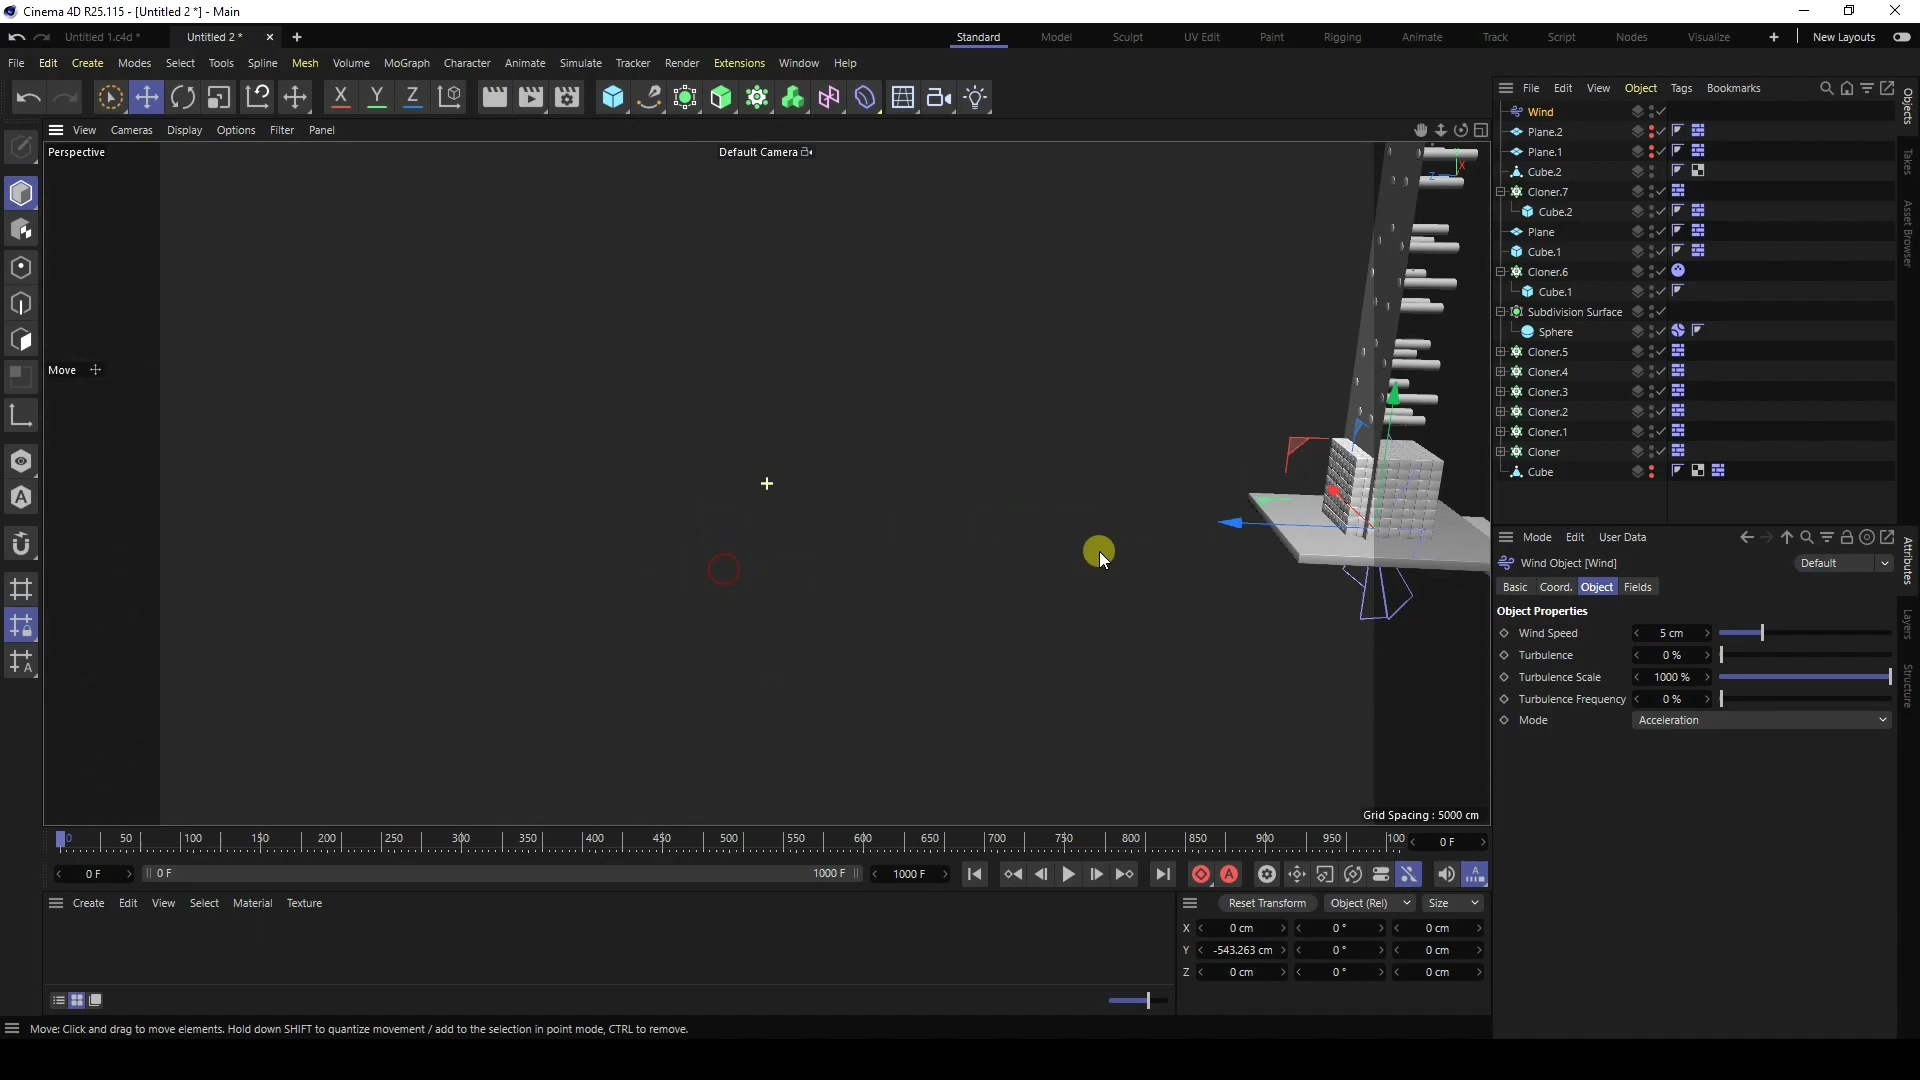 Cinema 4D R25.115 - [Untitled 2 *] - Main
Untitled 1.c4d *
Untitled 2 *
Standard Model Sculpt UV Edit Paint Rigging Animate Track Script Nodes Visualize New Layouts
File Edit Create Modes Select Tools Spline Mesh Volume MoGraph Character Animate Simulate Tracker Render Extensions Window Help
X Y Z
File Edit View Object Tags Bookmarks
View Cameras Display Options Filter Panel
Perspective
Default Camera
Move
Grid Spacing : 5000 cm
Wind
Plane.2
Plane.1
Cube.2
Cloner.7
Cube.2
Plane
Cube.1
Cloner.6
Cube.1
Subdivision Surface
Sphere
Cloner.5
Cloner.4
Cloner.3
Cloner.2
Cloner.1
Cloner
Cube
Objects
Takes
Asset Browser
Mode Edit User Data
Wind Object [Wind]
Default
Basic Coord. Object Fields
Object Properties
Wind Speed 5 cm
Turbulence 0 %
Turbulence Scale 1000 %
Turbulence Frequency 0 %
Mode Acceleration
Attributes
Layers
Structure
0 50 100 150 200 250 300 350 400 450 500 550 600 650 700 750 800 850 900 950 100 0 F
0 F 0 F 1000 F 1000 F
Create Edit View Select Material Texture
Reset Transform Object (Rel) Size
X 0 cm 0 ° 0 cm
Y -543.263 cm 0 ° 0 cm
Z 0 cm 0 ° 0 cm
Move: Click and drag to move elements. Hold down SHIFT to quantize movement / add to the selection in point mode, CTRL to remove.